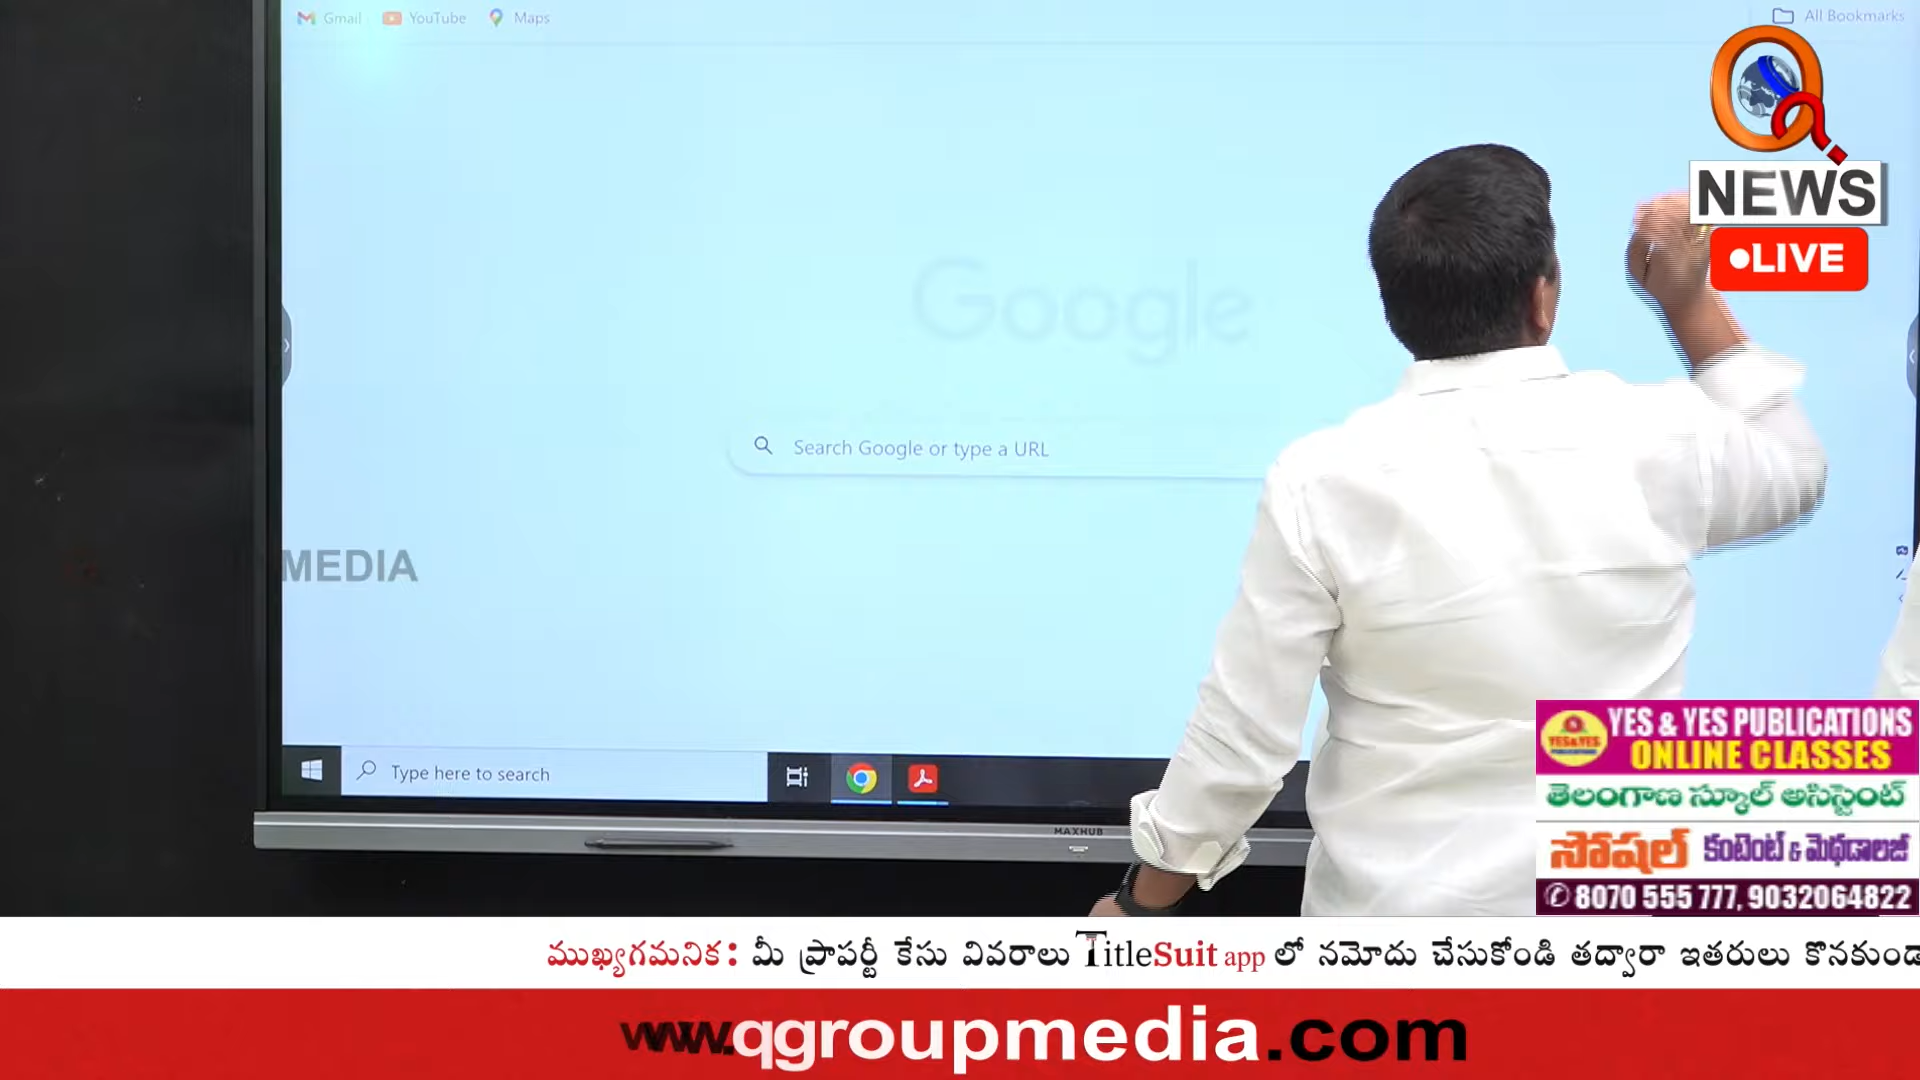 Gmail YouTube Maps
All Bookmarks
Q
NEWS
LIVE
Google
Search Google or type a URL
MEDIA
Type here to search
MAXHUB
YES & YES PUBLICATIONS
ONLINE CLASSES
తెలంగాణ స్కూల్ అసిస్టెంట్
సోషల్ కంటెంట్ & మెథడాలజీ
8070 555 777, 9032064822
ముఖ్యగమనిక: మీ ప్రాపర్టీ కేసు వివరాలు TitleSuit app లో నమోదు చేసుకోండి తద్వారా ఇతరులు
www.qgroupmedia.com